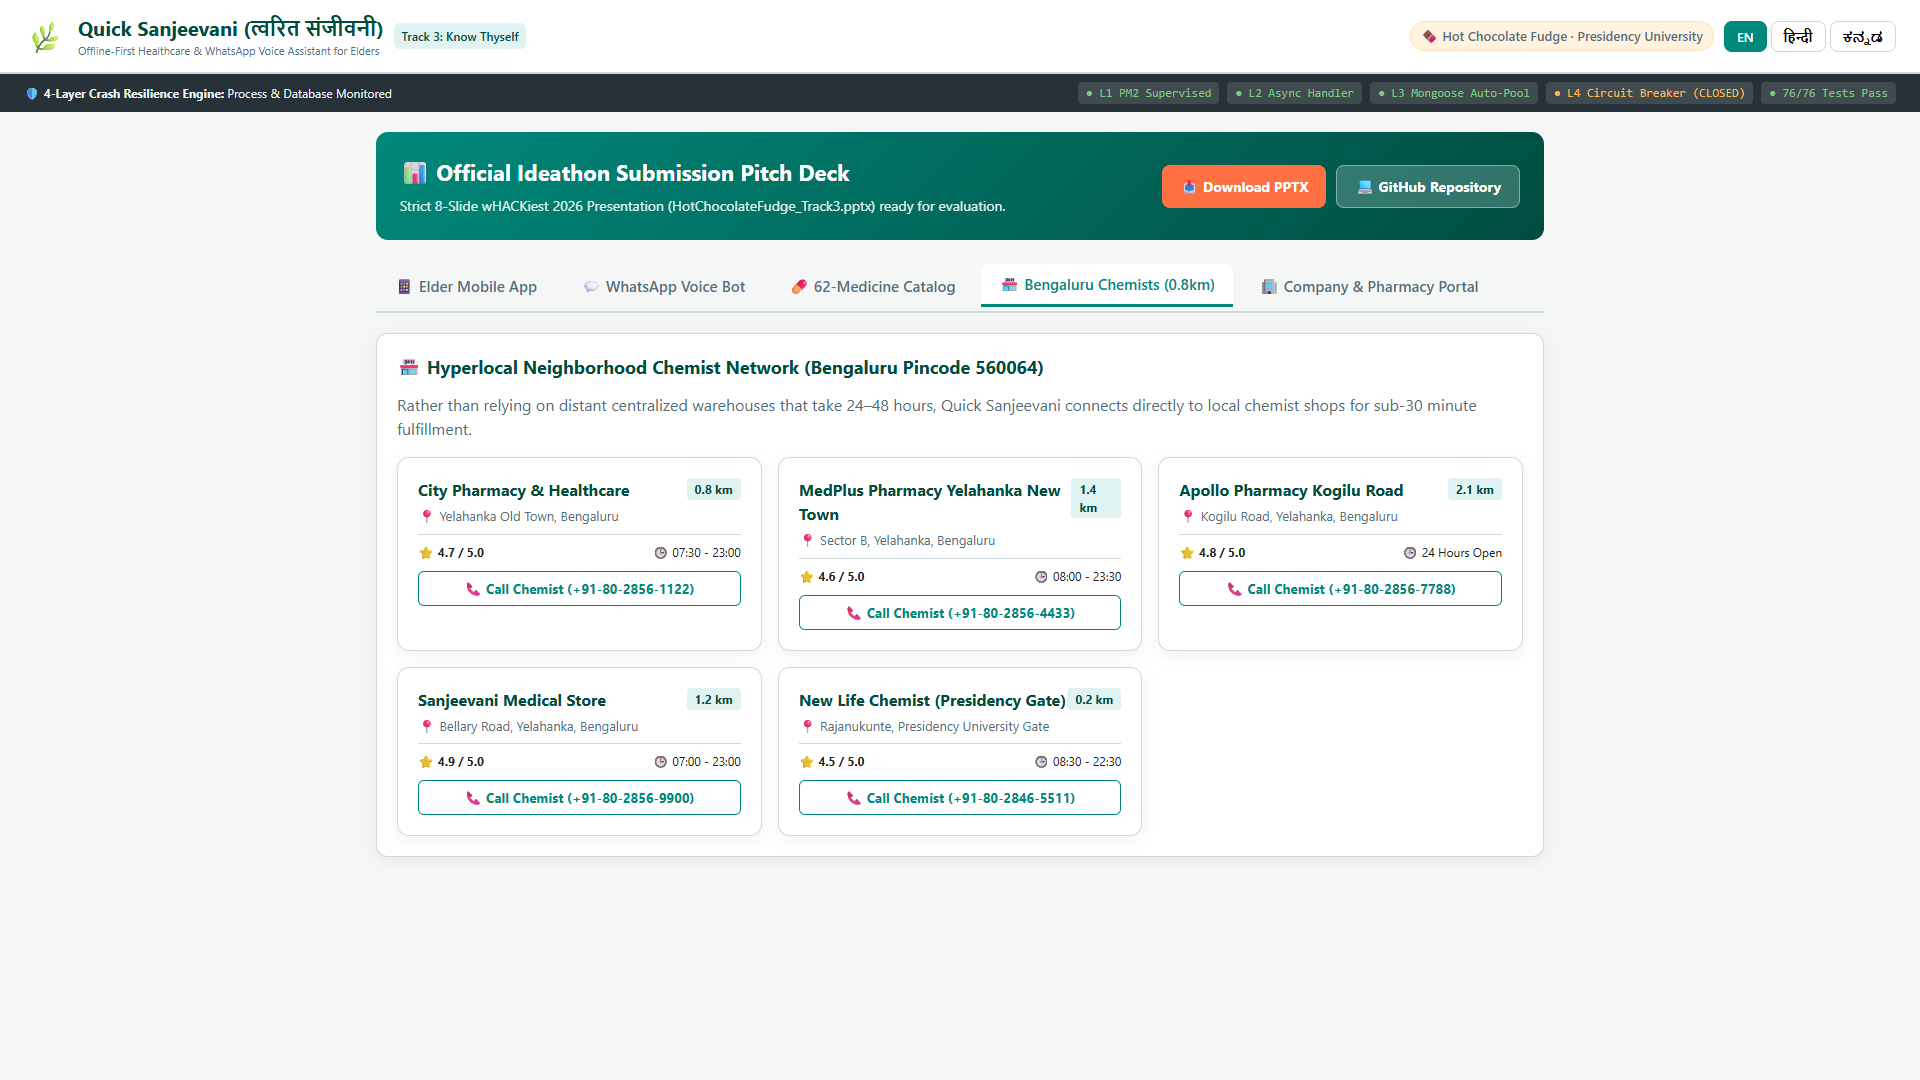 Quick Sanjeevani (त्वरित संजीवनी)
Offline-First Healthcare & WhatsApp Voice Assistant for Elders
Track 3: Know Thyself
Hot Chocolate Fudge · Presidency University
EN
हिन्दी
ಕನ್ನಡ
4-Layer Crash Resilience Engine: Process & Database Monitored
● L1 PM2 Supervised
● L2 Async Handler
● L3 Mongoose Auto-Pool
● L4 Circuit Breaker (CLOSED)
● 76/76 Tests Pass
Official Ideathon Submission Pitch Deck
Strict 8-Slide wHACKiest 2026 Presentation (HotChocolateFudge_Track3.pptx) ready for evaluation.
Download PPTX
GitHub Repository
Elder Mobile App
WhatsApp Voice Bot
62-Medicine Catalog
Bengaluru Chemists (0.8km)
Company & Pharmacy Portal
Hyperlocal Neighborhood Chemist Network (Bengaluru Pincode 560064)
Rather than relying on distant centralized warehouses that take 24–48 hours, Quick Sanjeevani connects directly to local chemist shops for sub-30 minute
fulfillment.
City Pharmacy & Healthcare
0.8 km
Yelahanka Old Town, Bengaluru
4.7 / 5.0
07:30 - 23:00
Call Chemist (+91-80-2856-1122)
MedPlus Pharmacy Yelahanka New
Town
1.4
km
Sector B, Yelahanka, Bengaluru
4.6 / 5.0
08:00 - 23:30
Call Chemist (+91-80-2856-4433)
Apollo Pharmacy Kogilu Road
2.1 km
Kogilu Road, Yelahanka, Bengaluru
4.8 / 5.0
24 Hours Open
Call Chemist (+91-80-2856-7788)
Sanjeevani Medical Store
1.2 km
Bellary Road, Yelahanka, Bengaluru
4.9 / 5.0
07:00 - 23:00
Call Chemist (+91-80-2856-9900)
New Life Chemist (Presidency Gate)
0.2 km
Rajanukunte, Presidency University Gate
4.5 / 5.0
08:30 - 22:30
Call Chemist (+91-80-2846-5511)